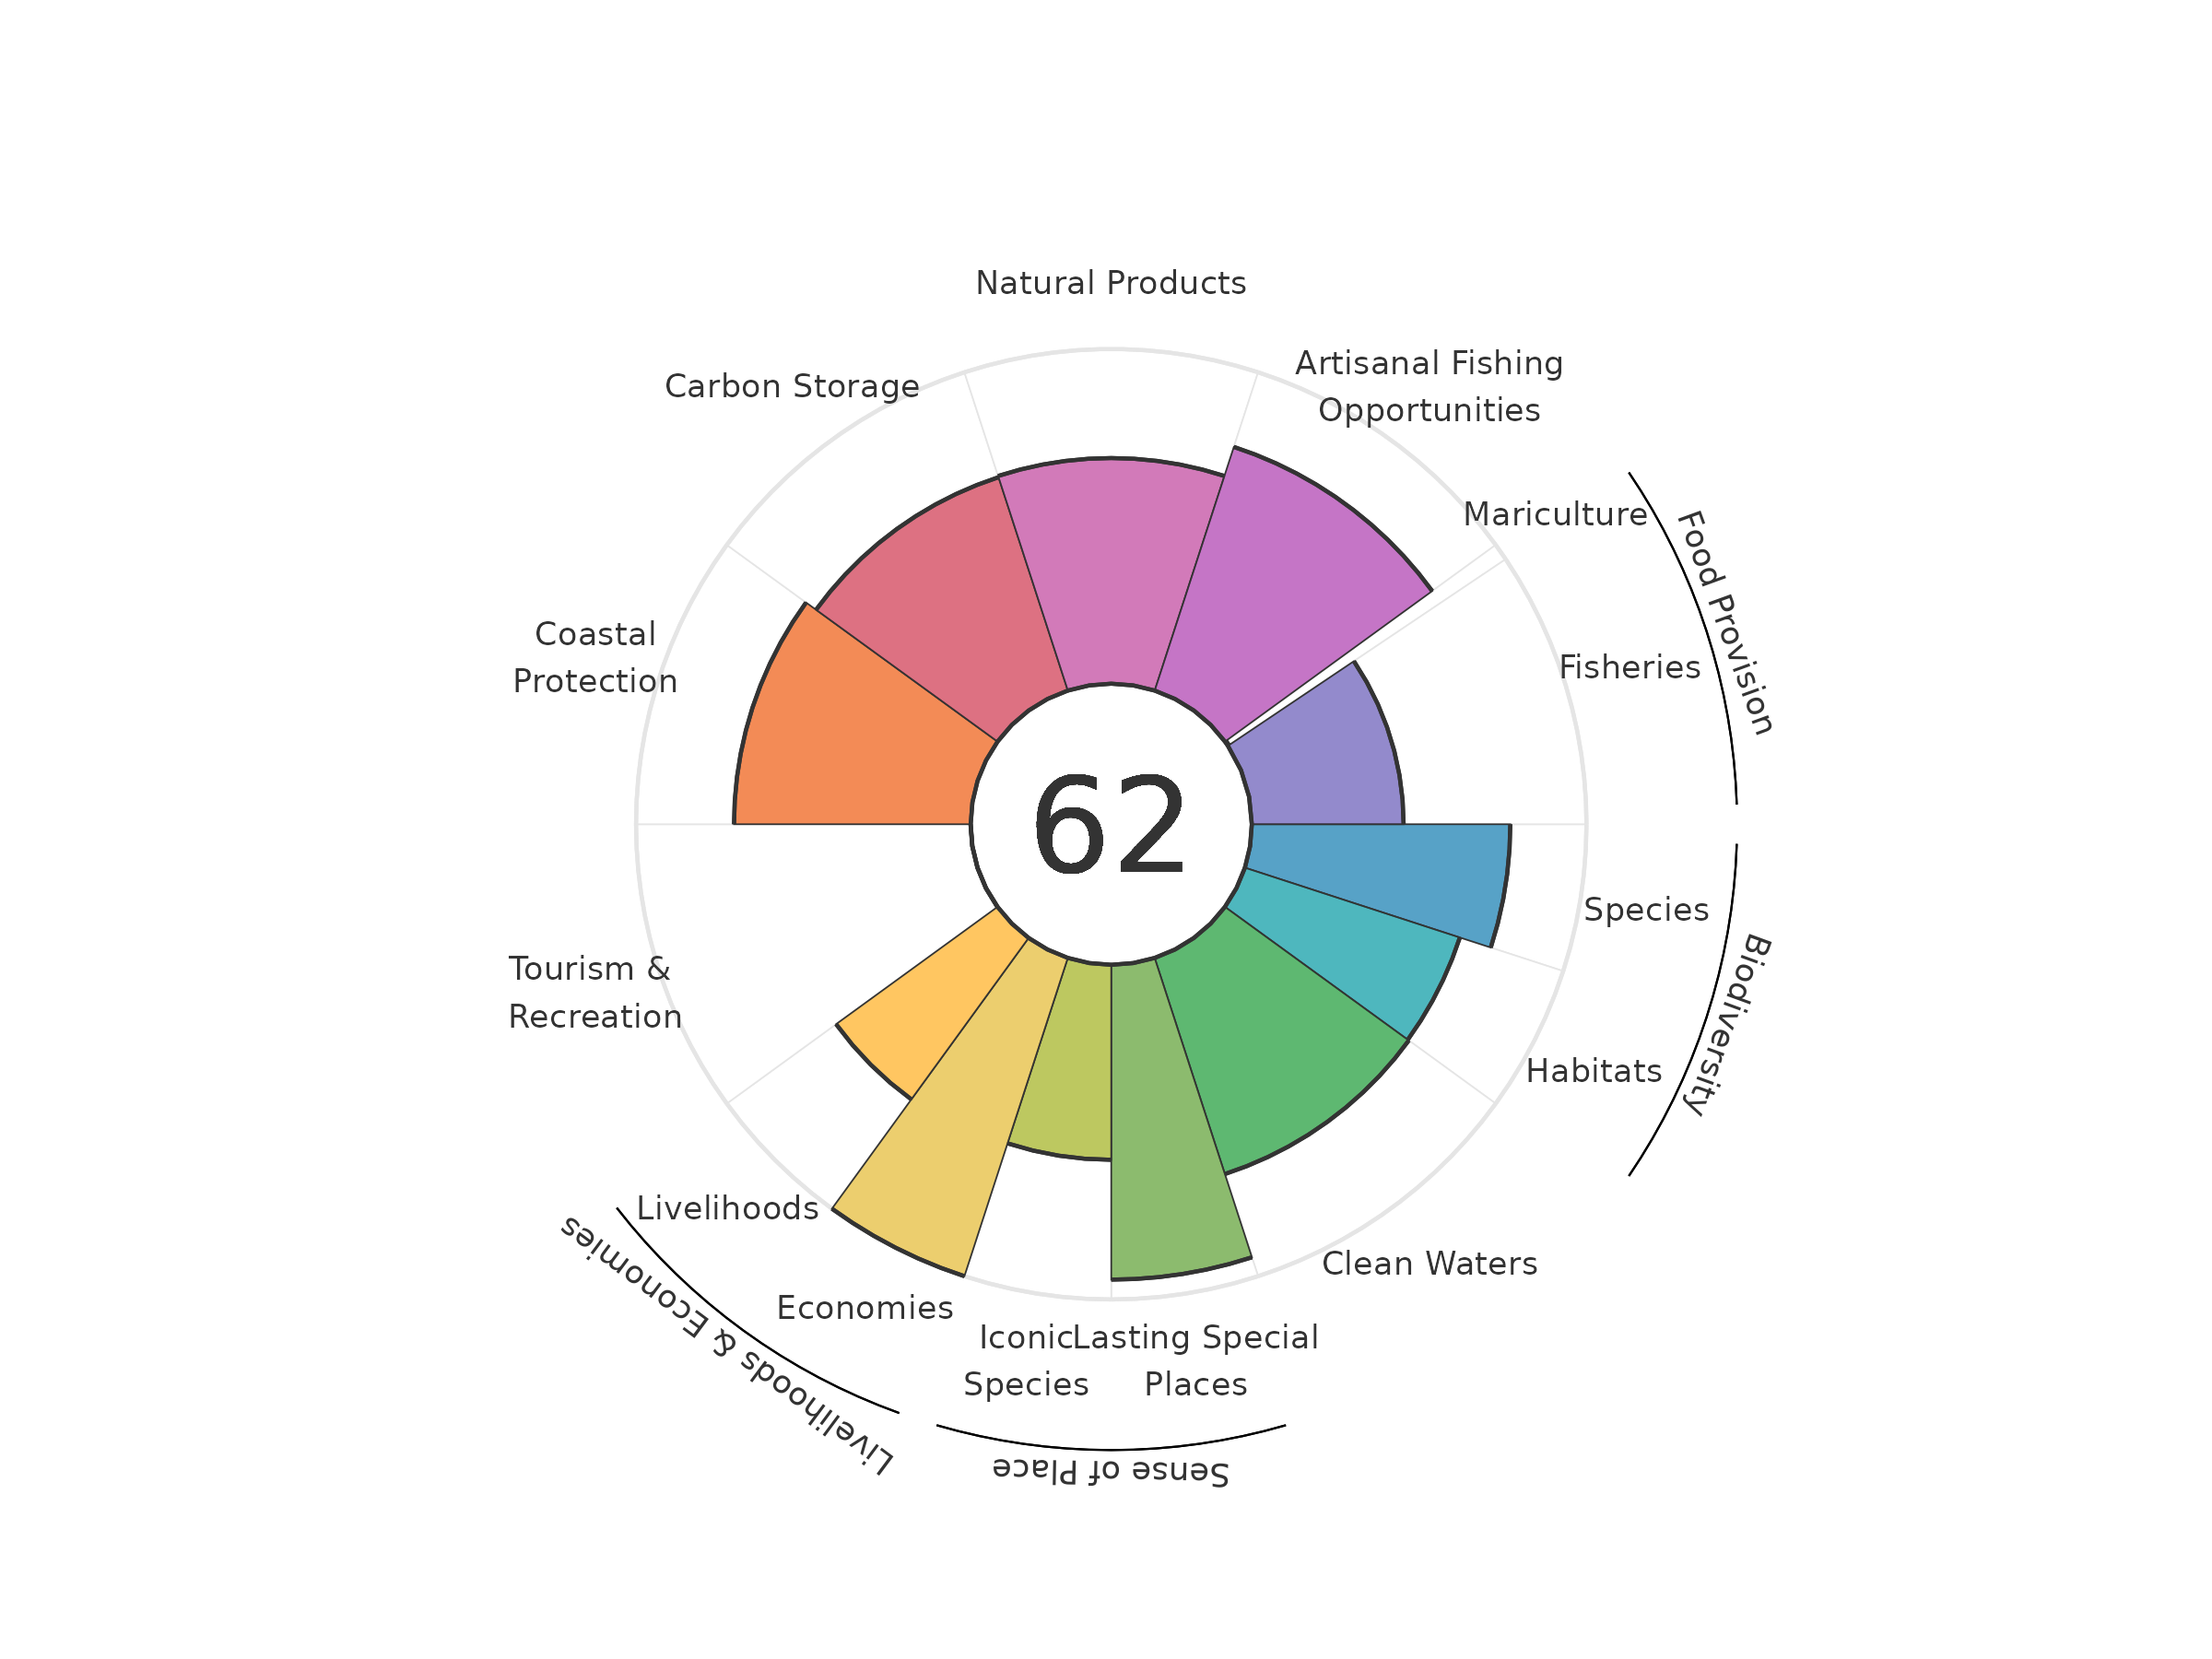 Natural Products
Artisanal Fishing
Opportunities
Carbon Storage
Mariculture
Food Provision
Fisheries
Coastal
Protection
62
Species
Biodiversity
Tourism &
Recreation
Habitats
Livelihoods
Livelihoods & Economies
Clean Waters
Economies
Iconic
Species
Lasting Special
Places
Sense of Place